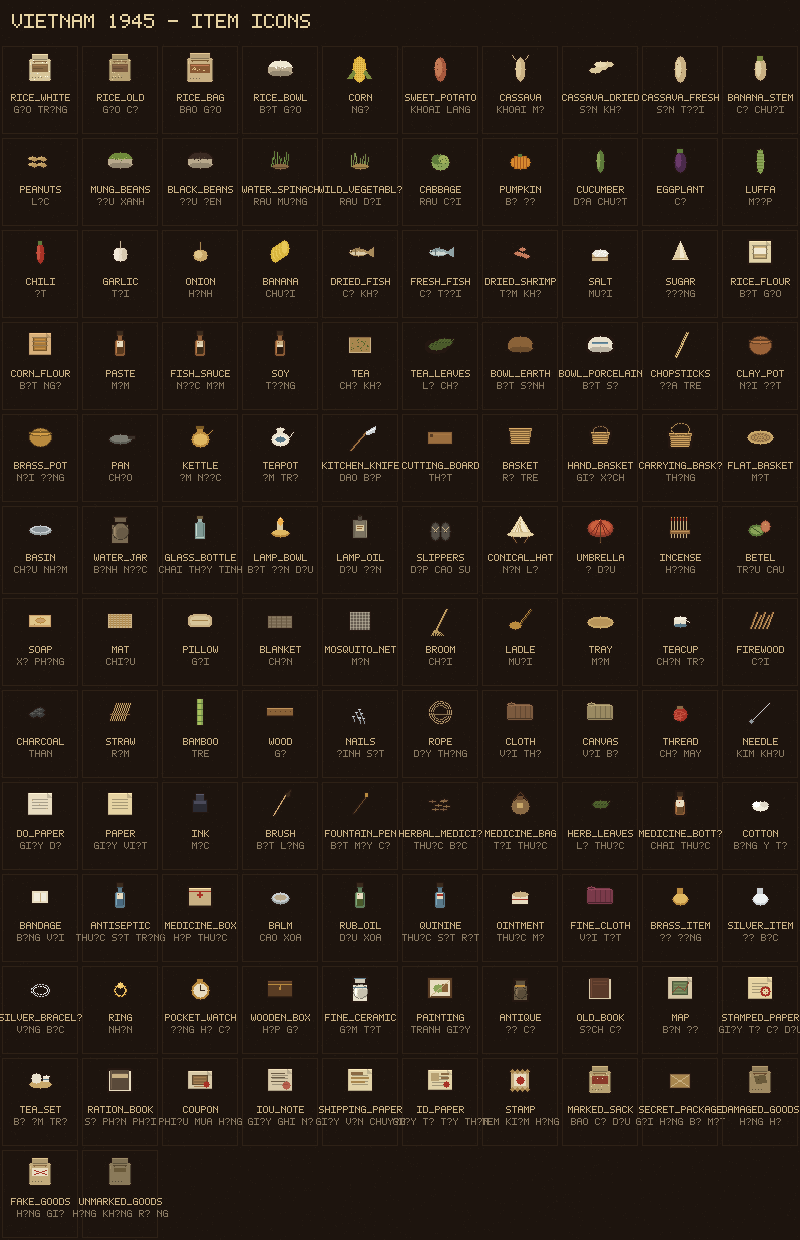 VIETNAM 1945 - ITEM ICONS
RICE_WHITE RICE_OLD RICE_BAG RICE_BOWL CORN SWEET_POTATO CASSAVA CASSAVA_DRIED CASSAVA_FRESH BANANA_STEM
G?O TR?NG G?O C? BAO G?O B?T G?O NG? KHOAI LANG KHOAI M? S?N KH? S?N T??I C? CHU?I
PEANUTS MUNG_BEANS BLACK_BEANS WATER_SPINACH WILD_VEGETABL? CABBAGE PUMPKIN CUCUMBER EGGPLANT LUFFA
L?C ??U XANH ??U ?EN RAU MU?NG RAU D?I RAU C?I B? ?? D?A CHU?T C? M??P
CHILI GARLIC ONION BANANA DRIED_FISH FRESH_FISH DRIED_SHRIMP SALT SUGAR RICE_FLOUR
?T T?I H?NH CHU?I C? KH? C? T??I T?M KH? MU?I ???NG B?T G?O
CORN_FLOUR PASTE FISH_SAUCE SOY TEA TEA_LEAVES BOWL_EARTH BOWL_PORCELAIN CHOPSTICKS CLAY_POT
B?T NG? M?M N??C M?M T??NG CH? KH? L? CH? B?T S?NH B?T S? ??A TRE N?I ??T
BRASS_POT PAN KETTLE TEAPOT KITCHEN_KNIFE CUTTING_BOARD BASKET HAND_BASKET CARRYING_BASK? FLAT_BASKET
N?I ??NG CH?O ?M N??C ?M TR? DAO B?P TH?T R? TRE GI? X?CH TH?NG M?T
BASIN WATER_JAR GLASS_BOTTLE LAMP_BOWL LAMP_OIL SLIPPERS CONICAL_HAT UMBRELLA INCENSE BETEL
CH?U NH?M B?NH N??C CHAI TH?Y TINH B?T ??N D?U D?U ??N D?P CAO SU N?N L? ? D?U H??NG TR?U CAU
SOAP MAT PILLOW BLANKET MOSQUITO_NET BROOM LADLE TRAY TEACUP FIREWOOD
X? PH?NG CHI?U G?I CH?N M?N CH?I MU?I M?M CH?N TR? C?I
CHARCOAL STRAW BAMBOO WOOD NAILS ROPE CLOTH CANVAS THREAD NEEDLE
THAN R?M TRE G? ?INH S?T D?Y TH?NG V?I TH? V?I B? CH? MAY KIM KH?U
DO_PAPER PAPER INK BRUSH FOUNTAIN_PEN HERBAL_MEDICI? MEDICINE_BAG HERB_LEAVES MEDICINE_BOTT? COTTON
GI?Y D? GI?Y VI?T M?C B?T L?NG B?T M?Y C? THU?C B?C T?I THU?C L? THU?C CHAI THU?C B?NG Y T?
BANDAGE ANTISEPTIC MEDICINE_BOX BALM RUB_OIL QUININE OINTMENT FINE_CLOTH BRASS_ITEM SILVER_ITEM
B?NG V?I THU?C S?T TR?NG H?P THU?C CAO XOA D?U XOA THU?C S?T R?T THU?C M? V?I T?T ?? ??NG ?? B?C
SILVER_BRACEL? RING POCKET_WATCH WOODEN_BOX FINE_CERAMIC PAINTING ANTIQUE OLD_BOOK MAP STAMPED_PAPER
V?NG B?C NH?N ??NG H? C? H?P G? G?M T?T TRANH GI?Y ?? C? S?CH C? B?N ?? GI?Y T? C? D?U
TEA_SET RATION_BOOK COUPON IOU_NOTE SHIPPING_PAPER ID_PAPER STAMP MARKED_SACK SECRET_PACKAGE DAMAGED_GOODS
B? ?M TR? S? PH?N PH?I PHI?U MUA H?NG GI?Y GHI N? GI?Y V?N BAO C? D?U H?NG H?
FAKE_GOODS UNMARKED_GOODS
H?NG GI? H?NG KH?NG R? NG